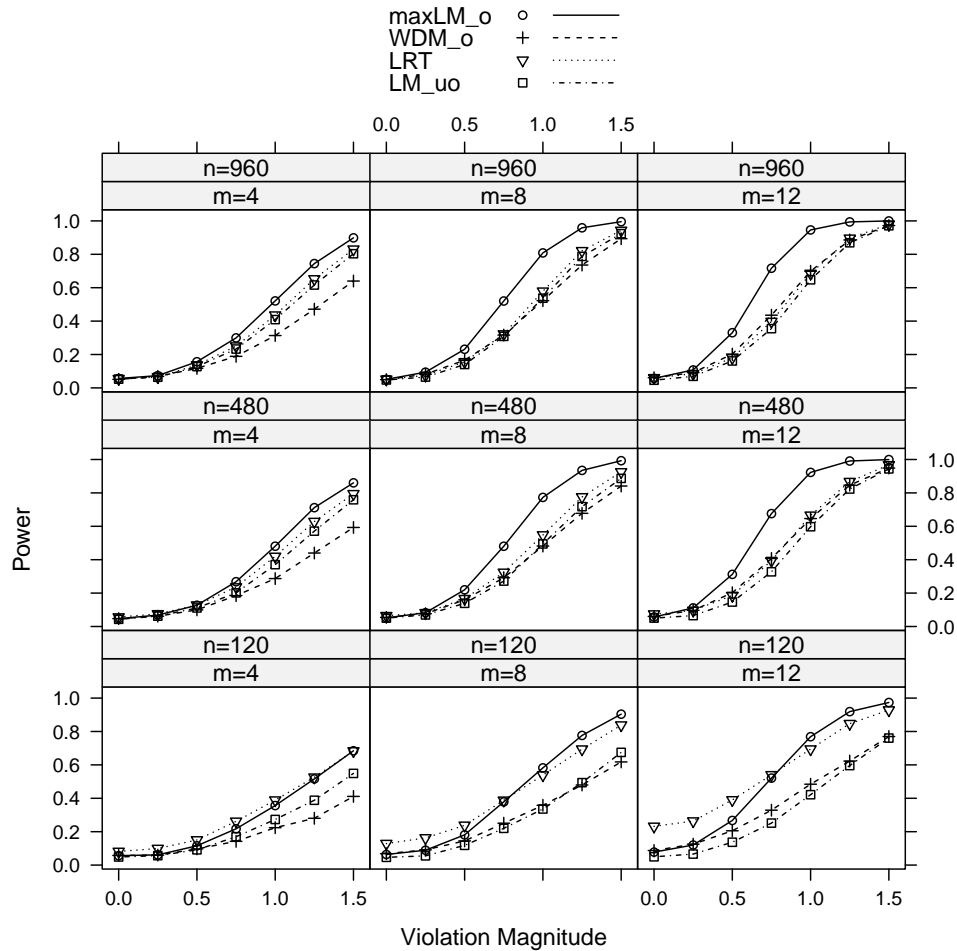 maxLM_o
WDM_o
LRT
LM_uo
0.0 0.5 1.0 1.5
n=960 n=960 n=960
m=4 m=8 m=12
1.0
0.8
0.6
0.4
0.2
0.0
n=480 n=480 n=480
m=4 m=8 m=12
1.0
0.8
0.6
0.4
0.2
0.0
Power
n=120 n=120 n=120
m=4 m=8 m=12
1.0
0.8
0.6
0.4
0.2
0.0
0.0 0.5 1.0 1.5
0.0 0.5 1.0 1.5
Violation Magnitude